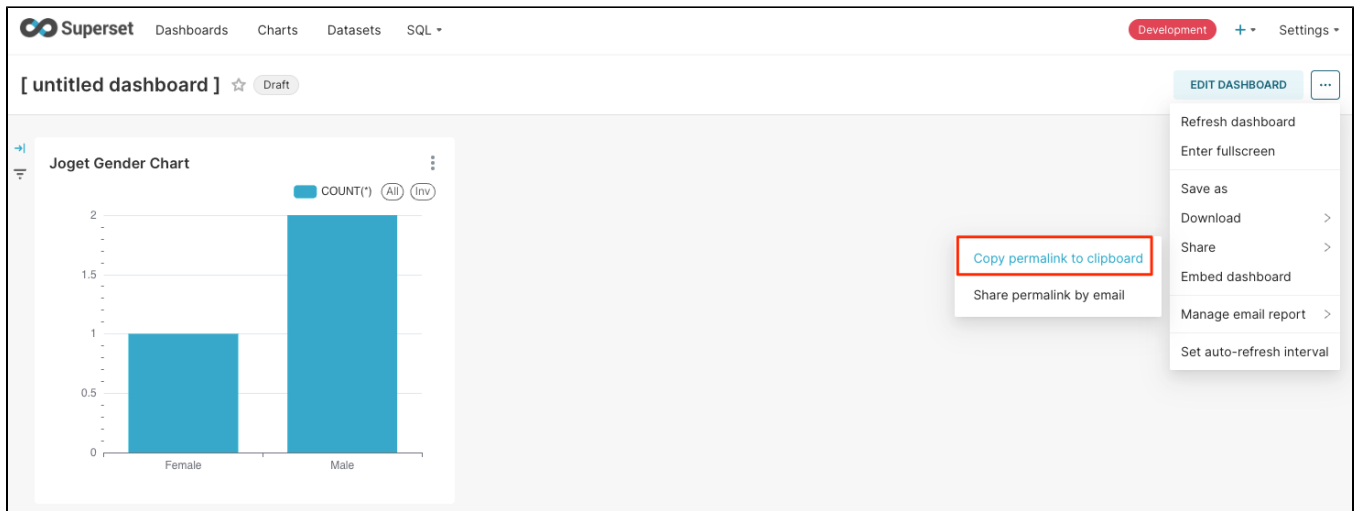 Superset Dashboards Charts Datasets SQL Development + Settings
[ untitled dashboard ] Draft EDIT DASHBOARD ...
Refresh dashboard
Enter fullscreen
Save as
Download
Share
Embed dashboard
Manage email report
Set auto-refresh interval
Copy permalink to clipboard
Share permalink by email
Joget Gender Chart
COUNT(*) All Inv
2
1.5
1
0.5
0
Female Male